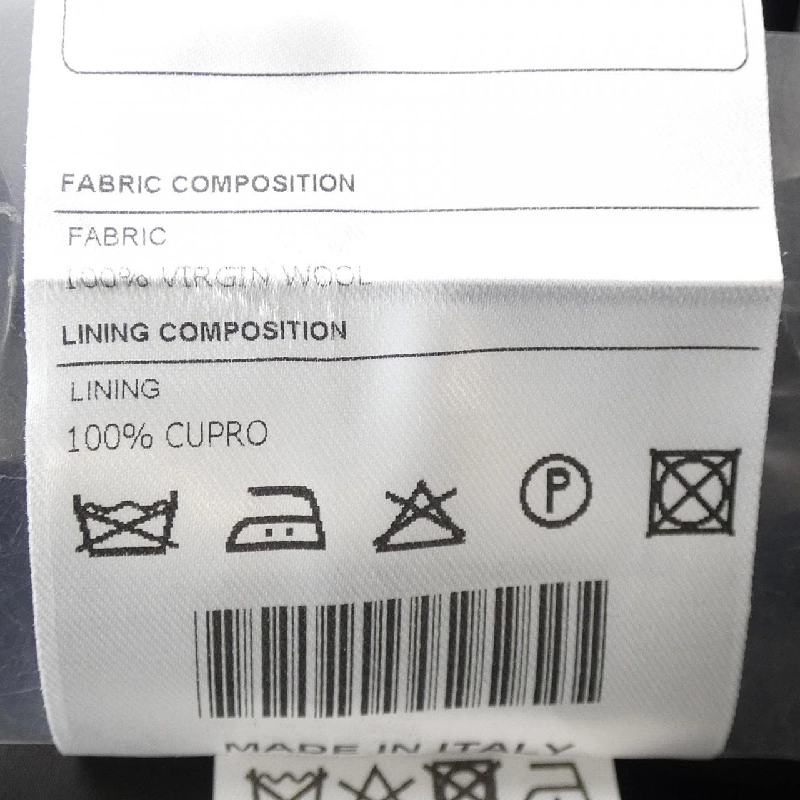 FABRIC COMPOSITION
FABRIC
100% VIRGIN WOOL
LINING COMPOSITION
LINING
100% CUPRO
P
MADE IN ITALY